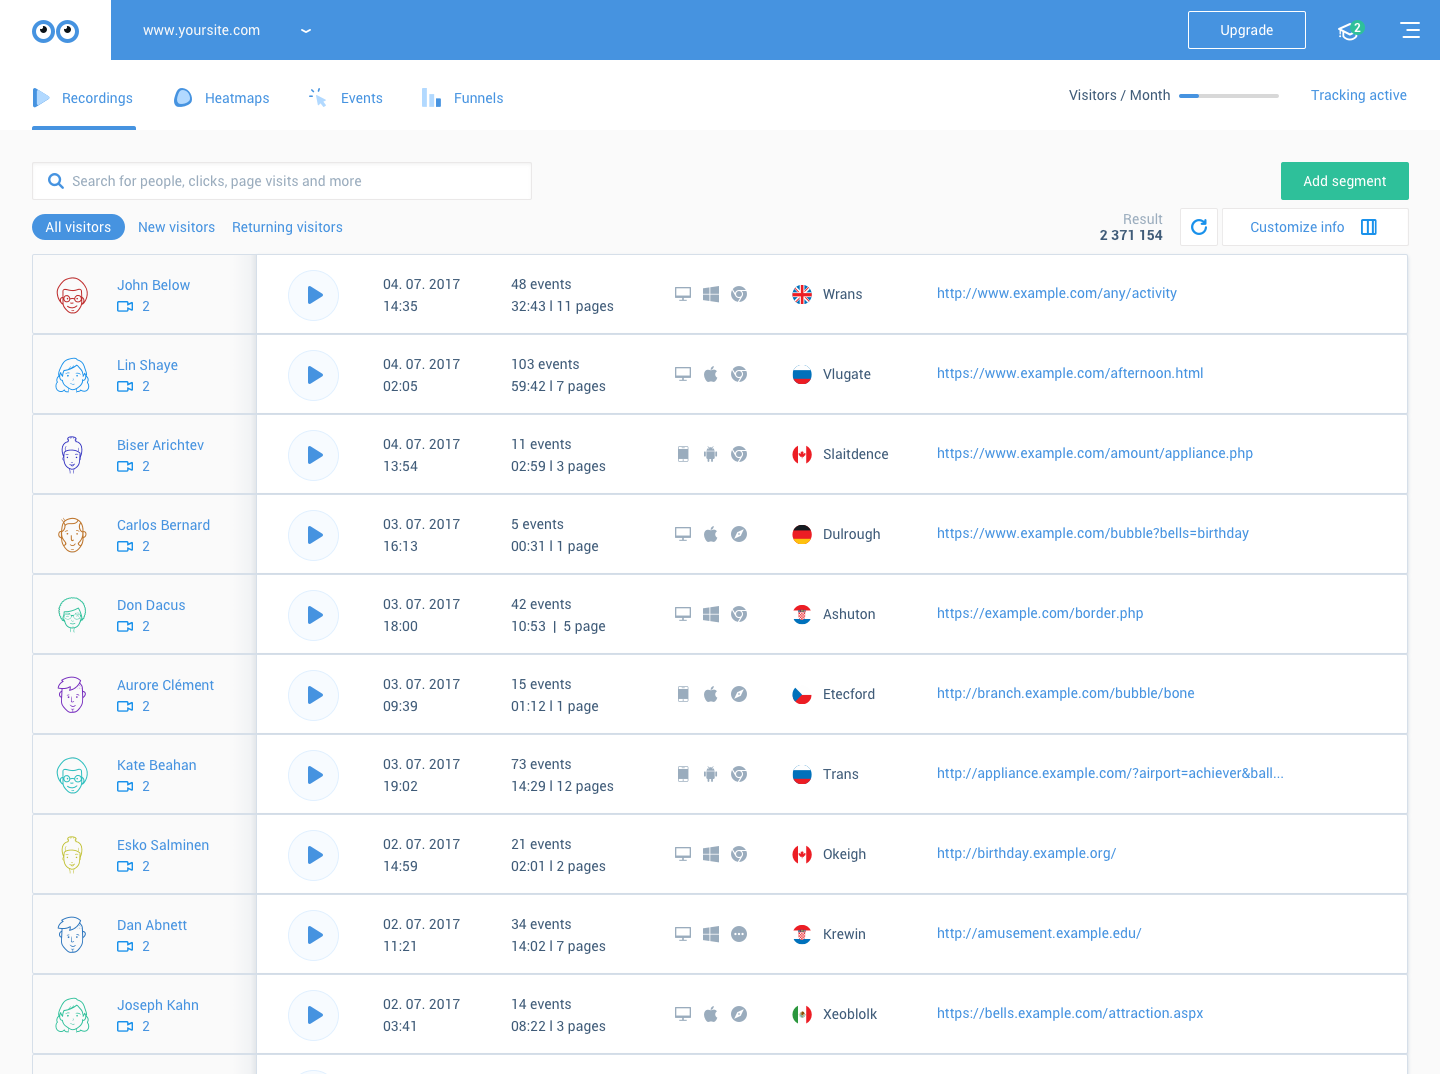 www.yoursite.com
Upgrade
2
Recordings
Heatmaps
Events
Funnels
Visitors / Month
Tracking active
Search for people, clicks, page visits and more
Add segment
All visitors
New visitors
Returning visitors
Result
2 371 154
Customize info
John Below
2
04. 07. 2017
14:35
48 events
32:43 l 11 pages
Wrans
http://www.example.com/any/activity
Lin Shaye
2
04. 07. 2017
02:05
103 events
59:42 l 7 pages
Vlugate
https://www.example.com/afternoon.html
Biser Arichtev
2
04. 07. 2017
13:54
11 events
02:59 l 3 pages
Slaitdence
https://www.example.com/amount/appliance.php
Carlos Bernard
2
03. 07. 2017
16:13
5 events
00:31 l 1 page
Dulrough
https://www.example.com/bubble?bells=birthday
Don Dacus
2
03. 07. 2017
18:00
42 events
10:53 | 5 page
Ashuton
https://example.com/border.php
Aurore Clément
2
03. 07. 2017
09:39
15 events
01:12 l 1 page
Etecford
http://branch.example.com/bubble/bone
Kate Beahan
2
03. 07. 2017
19:02
73 events
14:29 l 12 pages
Trans
http://appliance.example.com/?airport=achiever&ball...
Esko Salminen
2
02. 07. 2017
14:59
21 events
02:01 l 2 pages
Okeigh
http://birthday.example.org/
Dan Abnett
2
02. 07. 2017
11:21
34 events
14:02 l 7 pages
Krewin
http://amusement.example.edu/
Joseph Kahn
2
02. 07. 2017
03:41
14 events
08:22 l 3 pages
Xeoblolk
https://bells.example.com/attraction.aspx